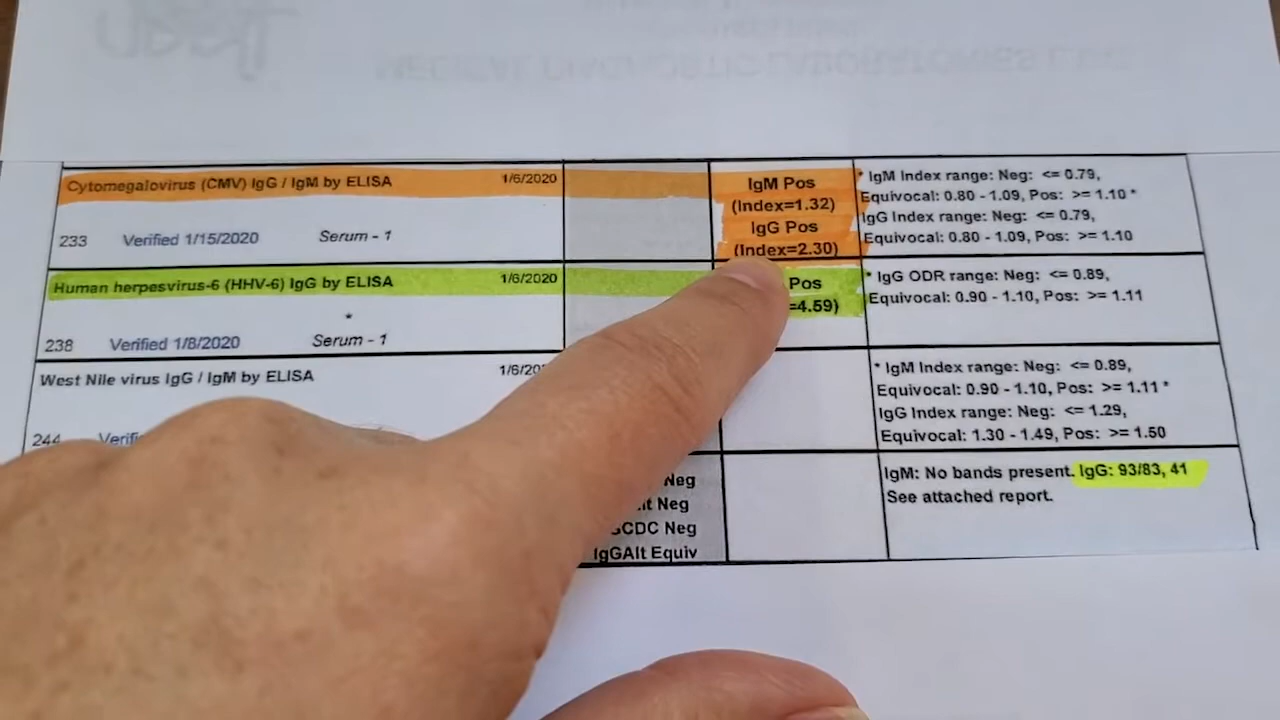 Cytomegalovirus (CMV) IgG / IgM by ELISA 1/6/2020
233 Verified 1/15/2020 Serum - 1
IgM Pos
(Index=1.32)
IgG Pos
(Index=2.30)
* IgM Index range: Neg: <= 0.79,
Equivocal: 0.80 - 1.09, Pos: >= 1.10 *
IgG Index range: Neg: <= 0.79,
Equivocal: 0.80 - 1.09, Pos: >= 1.10
Human herpesvirus-6 (HHV-6) IgG by ELISA 1/6/2020
*
238 Verified 1/8/2020 Serum - 1
Pos
=4.59)
* IgG ODR range: Neg: <= 0.89,
Equivocal: 0.90 - 1.10, Pos: >= 1.11
West Nile virus IgG / IgM by ELISA 1/6/20
244 Verifi
* IgM Index range: Neg: <= 0.89,
Equivocal: 0.90 - 1.10, Pos: >= 1.11 *
IgG Index range: Neg: <= 1.29,
Equivocal: 1.30 - 1.49, Pos: >= 1.50
Neg
Neg
CDC Neg
IgGAlt Equiv
IgM: No bands present. IgG: 93/83, 41
See attached report.